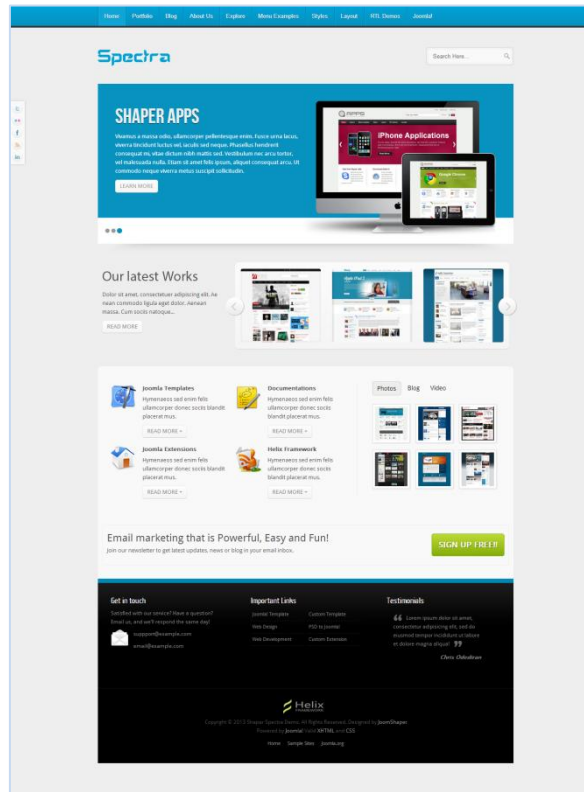 Home Portfolio Blog About Us Explore Menu Examples Styles Layout RTL Demos Joomla!
Spectra
Search Here...
SHAPER APPS
Vivamus a massa odio, ullamcorper pellentesque enim. Fusce urna lacus,
viverra tincidunt luctus vel, iaculis sed neque. Phasellus hendrerit
consequat mi, vitae dictum nibh mattis sed. Vestibulum nec arcu tortor,
vel malesuada nulla. Etiam sit amet felis ipsum, aliquet consequat arcu. Ut
commodo neque viverra metus suscipit sollicitudin.
LEARN MORE
iPhone Applications
Our latest Works
Dolor sit amet, consectetuer adipiscing elit. Ae
nean commodo ligula eget dolor. Aenean
massa. Cum sociis natoque...
READ MORE
Joomla Templates
Hymenaeos sed enim felis
ullamcorper donec sociis blandit
placerat mus.
READ MORE
Documentations
Hymenaeos sed enim felis
ullamcorper donec sociis
blandit placerat mus.
READ MORE
Joomla Extensions
Hymenaeos sed enim felis
ullamcorper donec sociis blandit
placerat mus.
READ MORE
Helix Framework
Hymenaeos sed enim felis
ullamcorper donec sociis
blandit placerat mus.
READ MORE
Photos Blog Video
Email marketing that is Powerful, Easy and Fun!
Join our newsletter to get latest updates, news or blog in your email inbox.
SIGN UP FREE!!
Get in touch
Satisfied with our service? Have a question?
Email us, and we'll respond the same day!
suppport@example.com
email@example.com
Important Links
Joomla! Template Custom Template
Web Design PSD to Joomla!
Web Development Custom Extension
Testimonials
Lorem ipsum dolor sit amet,
consectetur adipisicing elit, sed do
eiusmod tempor incididunt ut labore
et dolore magna aliqua!
Helix
FRAMEWORK
Copyright © 2013 Shaper Spectra Demo. All Rights Reserved. Designed by JoomShaper.
Powered by Joomla! Valid XHTML and CSS
Home Sample Sites Joomla.org